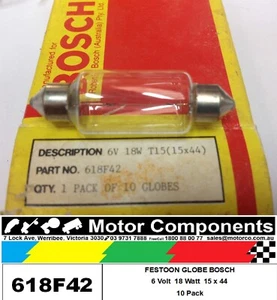 BOSCH
Manufactured for
Robert Bosch (Australia) Pty. Ltd.
DESCRIPTION 6V 18W T15(15x44)
PART NO. 618F42
QTY. 1 PACK OF 10 GLOBES
Motor Components
7 Lock Ave, Werribee, Victoria 3030 03 9731 7888 Freecall 1800 88 00 77 sales@motorco.com.au
618F42
FESTOON GLOBE BOSCH
6 Volt 18 Watt 15 x 44
10 Pack